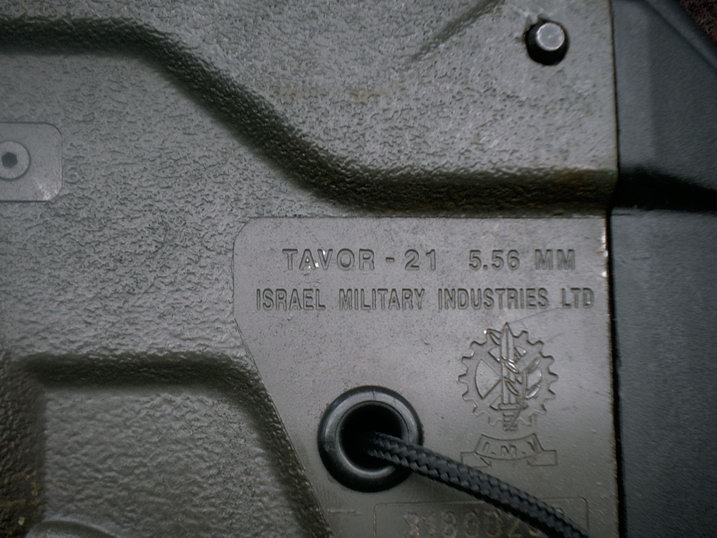 TAVOR - 21 5.56 MM
ISRAEL MILITARY INDUSTRIES LTD
I.M.I